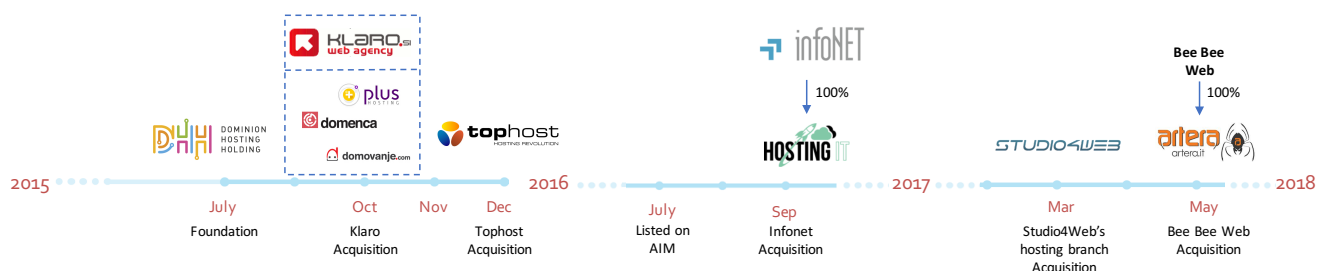 KLARO.SI
web agency
plus
HOSTING
domenca
domovanje.com
DHH
DOMINION
HOSTING
HOLDING
tophost
HOSTING REVOLUTION
infoNET
100%
HOSTING IT
Bee Bee
Web
100%
STUDIO4WEB
artera
artera.it
2015
2016
2017
2018
July
Foundation
Oct
Klaro
Acquisition
Nov
Dec
Tophost
Acquisition
July
Listed on
AIM
Sep
Infonet
Acquisition
Mar
Studio4Web's
hosting branch
Acquisition
May
Bee Bee Web
Acquisition